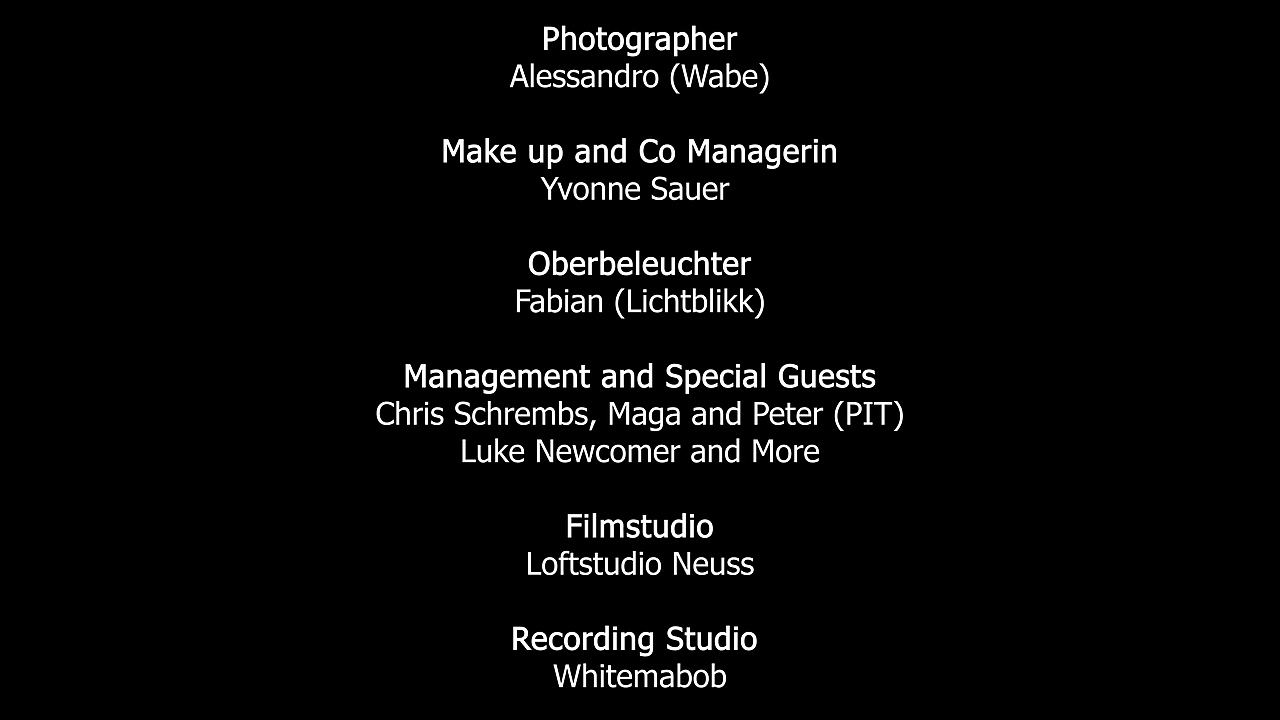 Photographer
Alessandro (Wabe)
Make up and Co Managerin
Yvonne Sauer
Oberbeleuchter
Fabian (Lichtblikk)
Management and Special Guests
Chris Schrembs, Maga and Peter (PIT)
Luke Newcomer and More
Filmstudio
Loftstudio Neuss
Recording Studio
Whitemabob